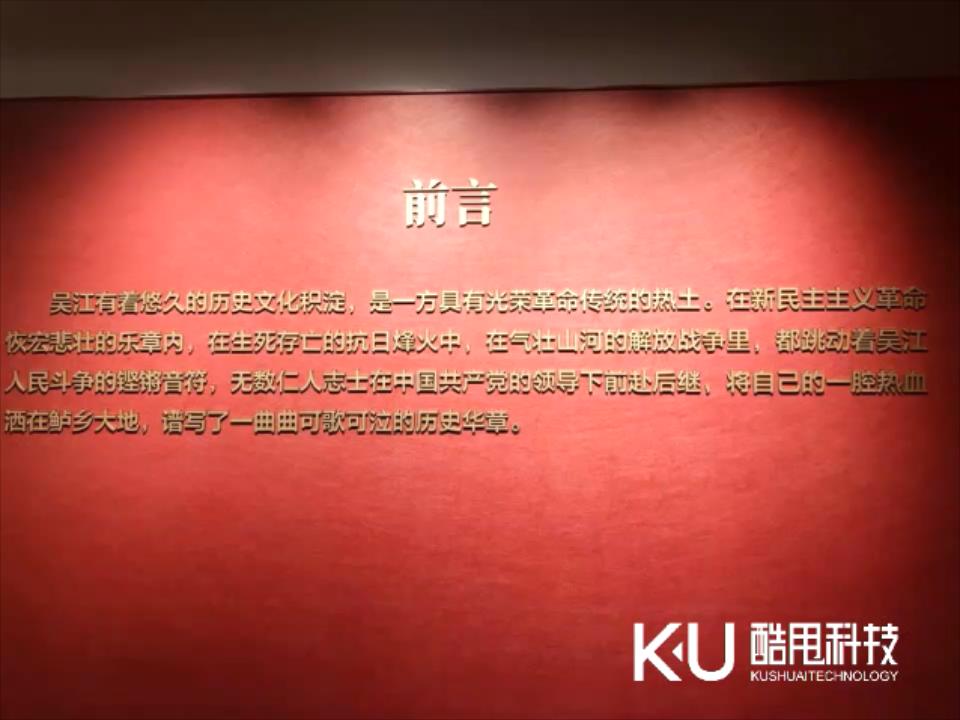 前言
吴江有着悠久的历史文化积淀，是一方具有光荣革命传统的热土。在新民主主义革命
恢宏悲壮的乐章内，在生死存亡的抗日烽火中，在气壮山河的解放战争里，都跳动着吴江
人民斗争的铿锵音符，无数仁人志士在中国共产党的领导下前赴后继、将自己的一腔热血
洒在鲈乡大地，谱写了一曲曲可歌可泣的历史华章。
KU 酷甩科技
KUSHUAITECHNOLOGY